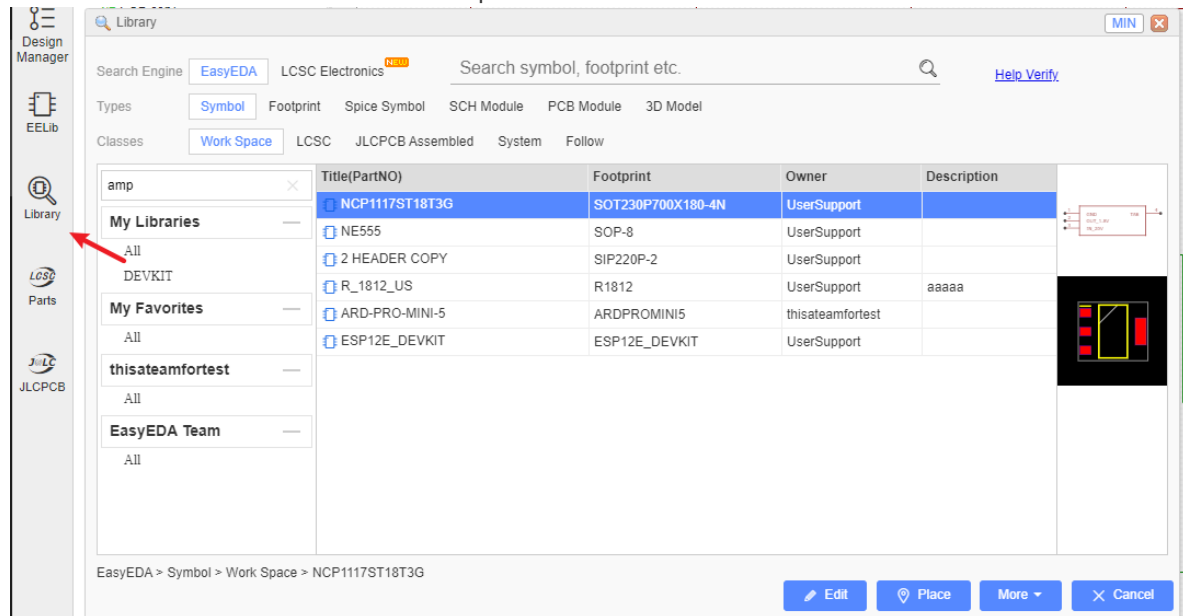 Design
Manager
EELib
Library
LCSC
Parts
J@LC
JLCPCB
Library
MIN
Search Engine EasyEDA LCSC Electronics NEW Search symbol, footprint etc. Help Verify
Types Symbol Footprint Spice Symbol SCH Module PCB Module 3D Model
Classes Work Space LCSC JLCPCB Assembled System Follow
amp
My Libraries
All
DEVKIT
My Favorites
All
thisateamfortest
All
EasyEDA Team
All
Title(PartNO) Footprint Owner Description
NCP1117ST18T3G SOT230P700X180-4N UserSupport
NE555 SOP-8 UserSupport
2 HEADER COPY SIP220P-2 UserSupport
R_1812_US R1812 UserSupport aaaaa
ARD-PRO-MINI-5 ARDPROMINI5 thisateamfortest
ESP12E_DEVKIT ESP12E_DEVKIT UserSupport
EasyEDA > Symbol > Work Space > NCP1117ST18T3G
Edit Place More Cancel